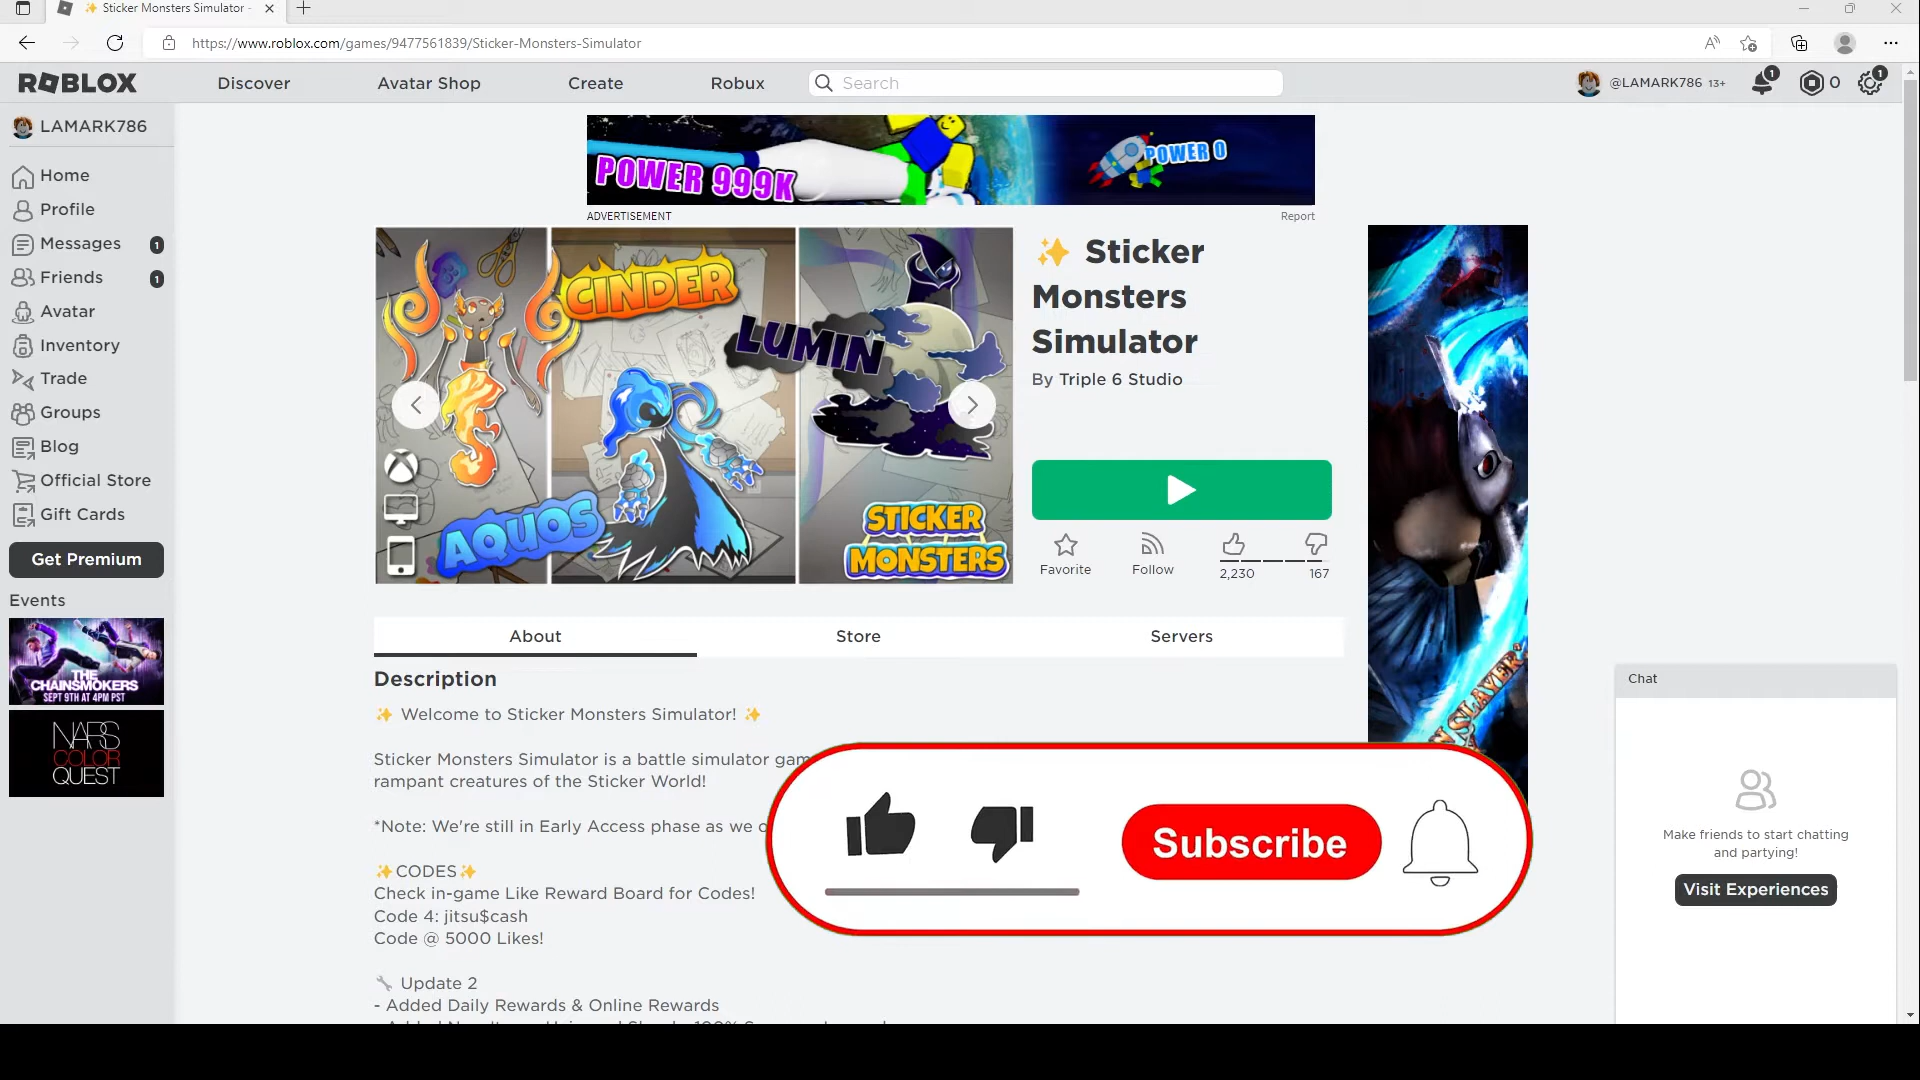 ✨ Sticker Monsters Simulator -
https://www.roblox.com/games/9477561839/Sticker-Monsters-Simulator
ROBLOX
Discover
Avatar Shop
Create
Robux
Search
@LAMARK786 13+
1
0
1
LAMARK786
Home
Profile
Messages 1
Friends 1
Avatar
Inventory
Trade
Groups
Blog
Official Store
Gift Cards
Get Premium
Events
THE
CHAINSMOKERS
SEPT 9TH AT 4PM PST
NARS
COLOR
QUEST
POWER 999K
POWER 0
ADVERTISEMENT
Report
CINDER
LUMIN
AQUOS
STICKER
MONSTERS
✨ Sticker
Monsters
Simulator
By Triple 6 Studio
Favorite
Follow
2,230
167
About
Store
Servers
Description
✨ Welcome to Sticker Monsters Simulator! ✨
Sticker Monsters Simulator is a battle simulator gam
rampant creatures of the Sticker World!
*Note: We're still in Early Access phase as we
✨CODES✨
Check in-game Like Reward Board for Codes!
Code 4: jitsu$cash
Code @ 5000 Likes!
🔧 Update 2
- Added Daily Rewards & Online Rewards
SLAYER
Subscribe
Chat
Make friends to start chatting
and partying!
Visit Experiences